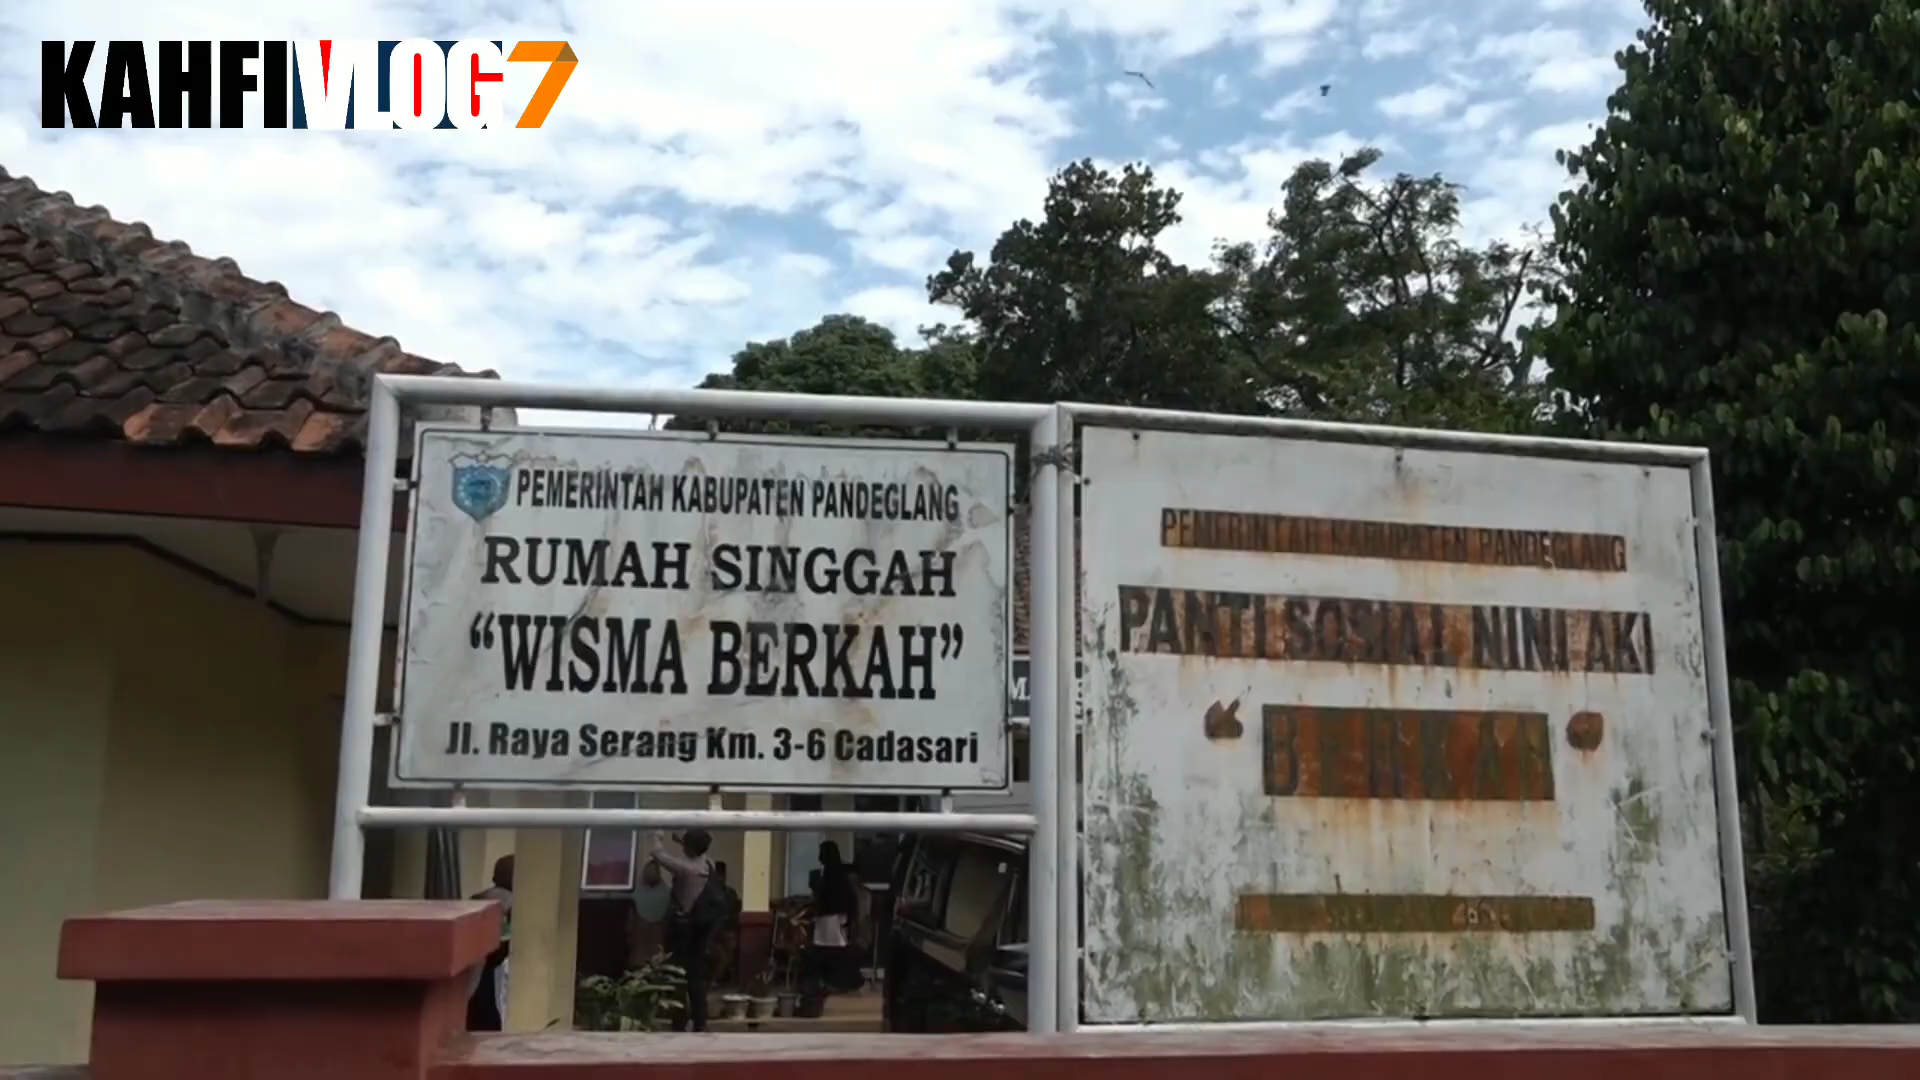 KAHFIVLOG7
PEMERINTAH KABUPATEN PANDEGLANG
RUMAH SINGGAH
“WISMA BERKAH”
Jl. Raya Serang Km. 3-6 Cadasari
PEMERINTAH KABUPATEN PANDEGLANG
PANTI SOSIAL NINI AKI
“BERKAH”